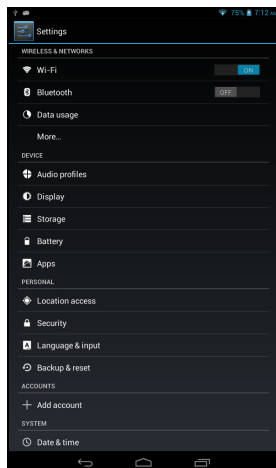 75% 7:12 AM
Settings
WIRELESS & NETWORKS
Wi-Fi ON
Bluetooth OFF
Data usage
More...
DEVICE
Audio profiles
Display
Storage
Battery
Apps
PERSONAL
Location access
Security
A Language & input
Backup & reset
ACCOUNTS
Add account
SYSTEM
Date & time